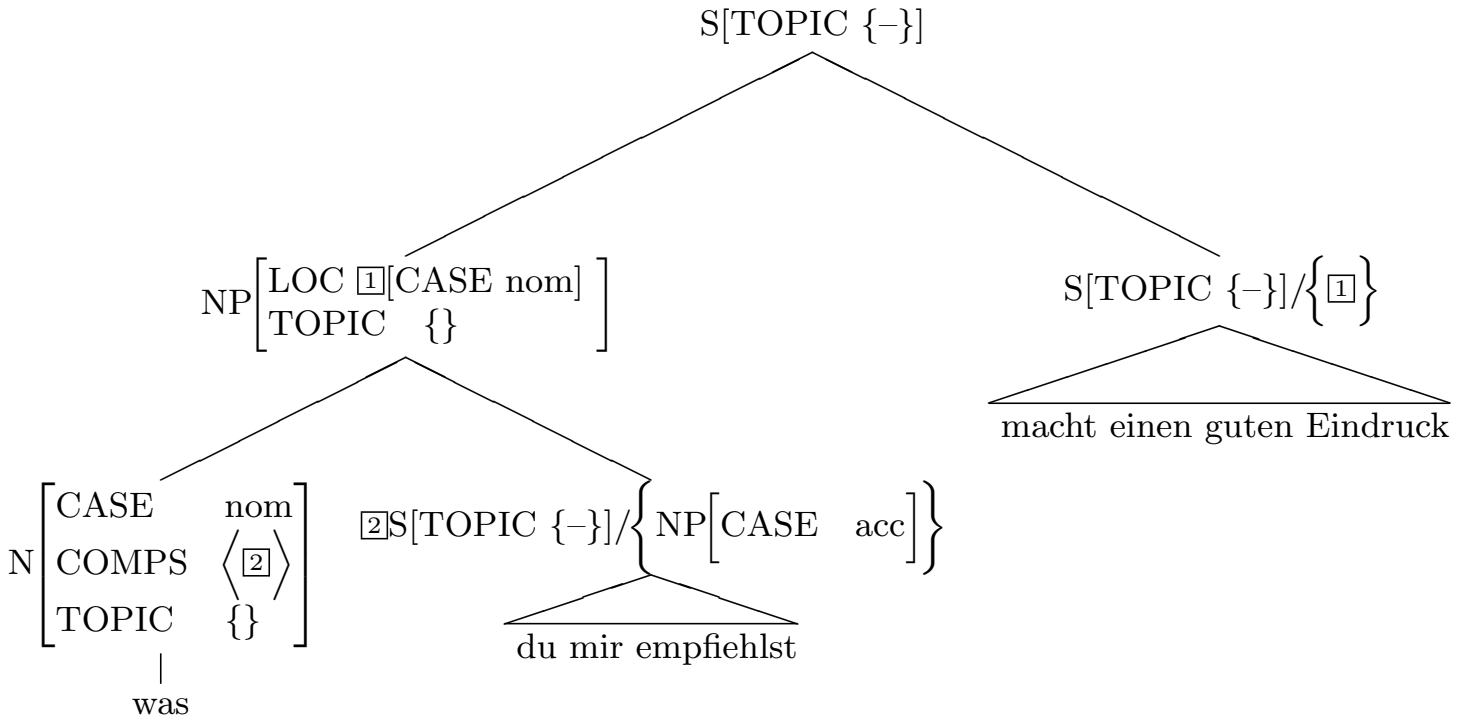 S[TOPIC {–}]
NP[LOC 1[CASE nom]
TOPIC {}]
S[TOPIC {–}]/{1}
macht einen guten Eindruck
N[CASE nom
COMPS ⟨2⟩
TOPIC {}]
2S[TOPIC {–}]/{NP[CASE acc]}
du mir empfiehlst
was